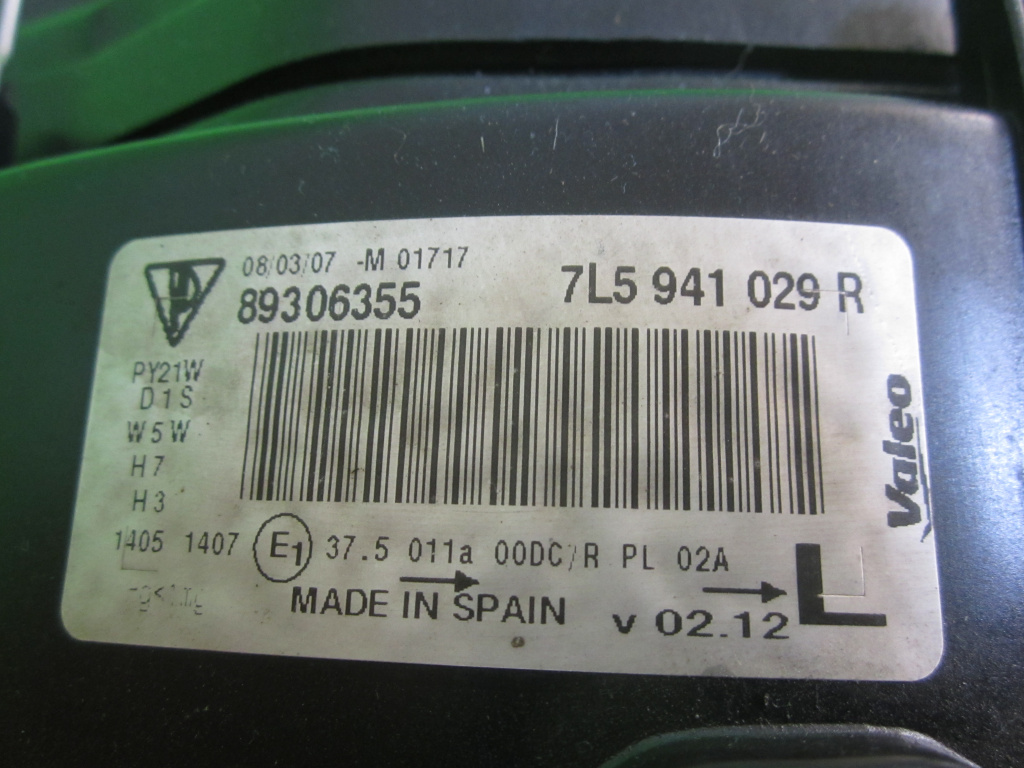 08/03/07 -M 01717
89306355 7L5 941 029 R
PY21W
D1S
W5W
H7
H3
Valeo
1405 1407 E1 37.5 011a 00DC/R PL 02A
MADE IN SPAIN v 02.12 L